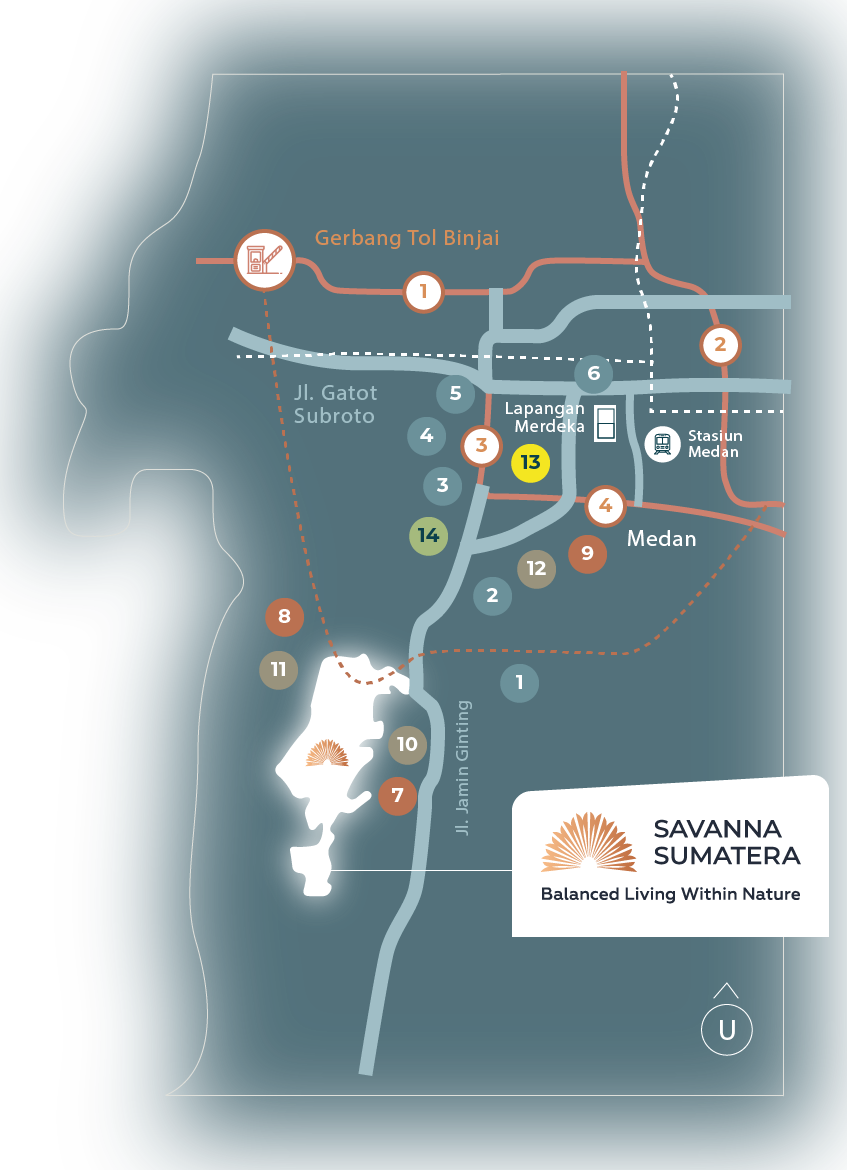 Gerbang Tol Binjai
1
2
6
Jl. Gatot
Subroto
5
Lapangan
Merdeka
4
3
13
Stasiun
Medan
3
4
14
Medan
9
12
2
8
11
1
10
7
Jl. Jamin Ginting
SAVANNA
SUMATERA
Balanced Living Within Nature
U